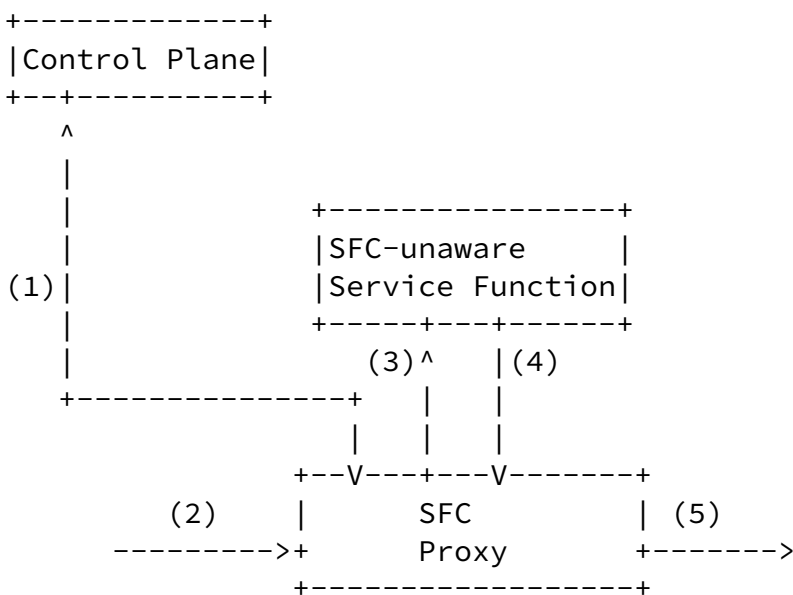 Control Plane
SFC-unaware
(1) Service Function
(3) (4)
(2) SFC (5)
Proxy